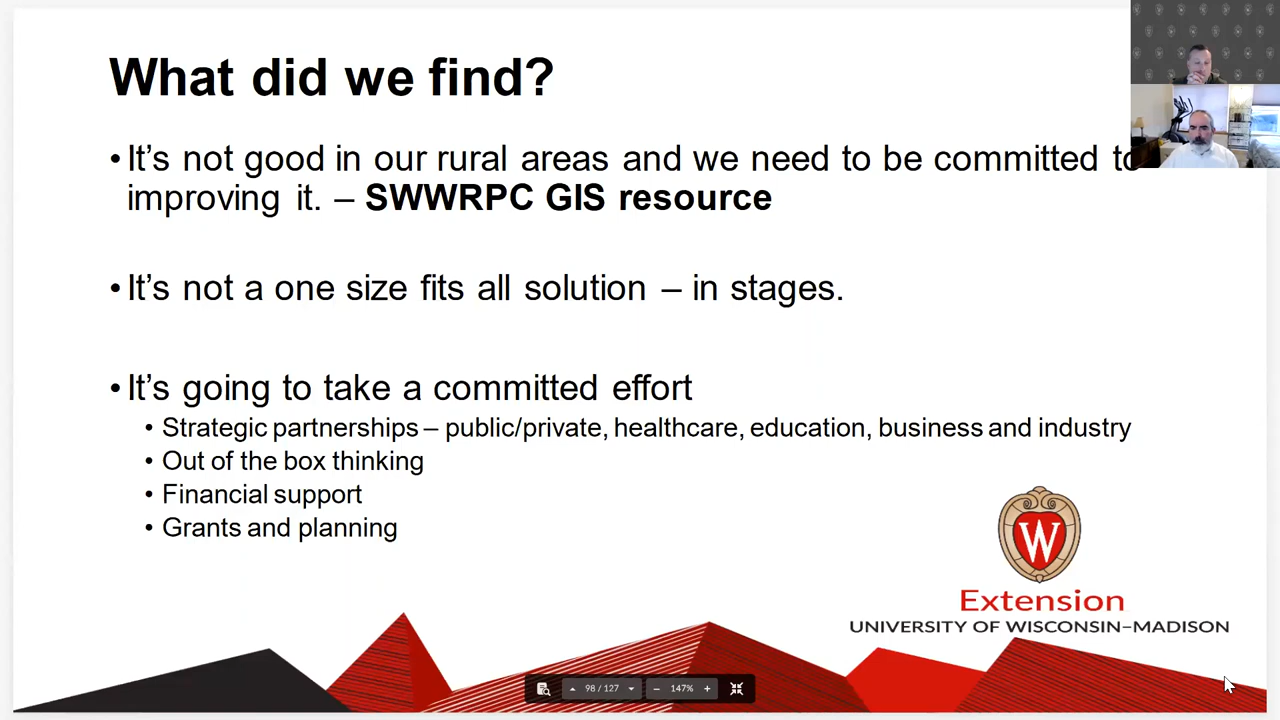 What did we find?
• It’s not good in our rural areas and we need to be committed to
improving it. – SWWRPC GIS resource
• It’s not a one size fits all solution – in stages.
• It’s going to take a committed effort
• Strategic partnerships – public/private, healthcare, education, business and industry
• Out of the box thinking
• Financial support
• Grants and planning
W
Extension
UNIVERSITY OF WISCONSIN–MADISON
98 / 127
147%